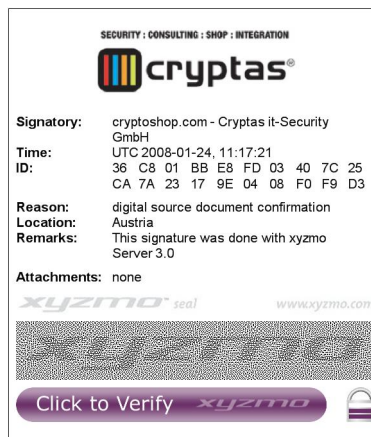 SECURITY : CONSULTING : SHOP : INTEGRATION
cryptas®
Signatory: cryptoshop.com - Cryptas it-Security
GmbH
Time: UTC 2008-01-24, 11:17:21
ID: 36 C8 01 BB E8 FD 03 40 7C 25
CA 7A 23 17 9E 04 08 F0 F9 D3
Reason: digital source document confirmation
Location: Austria
Remarks: This signature was done with xyzmo
Server 3.0
Attachments: none
xyzmo seal www.xyzmo.com
xyzmo
Click to Verify xyzmo